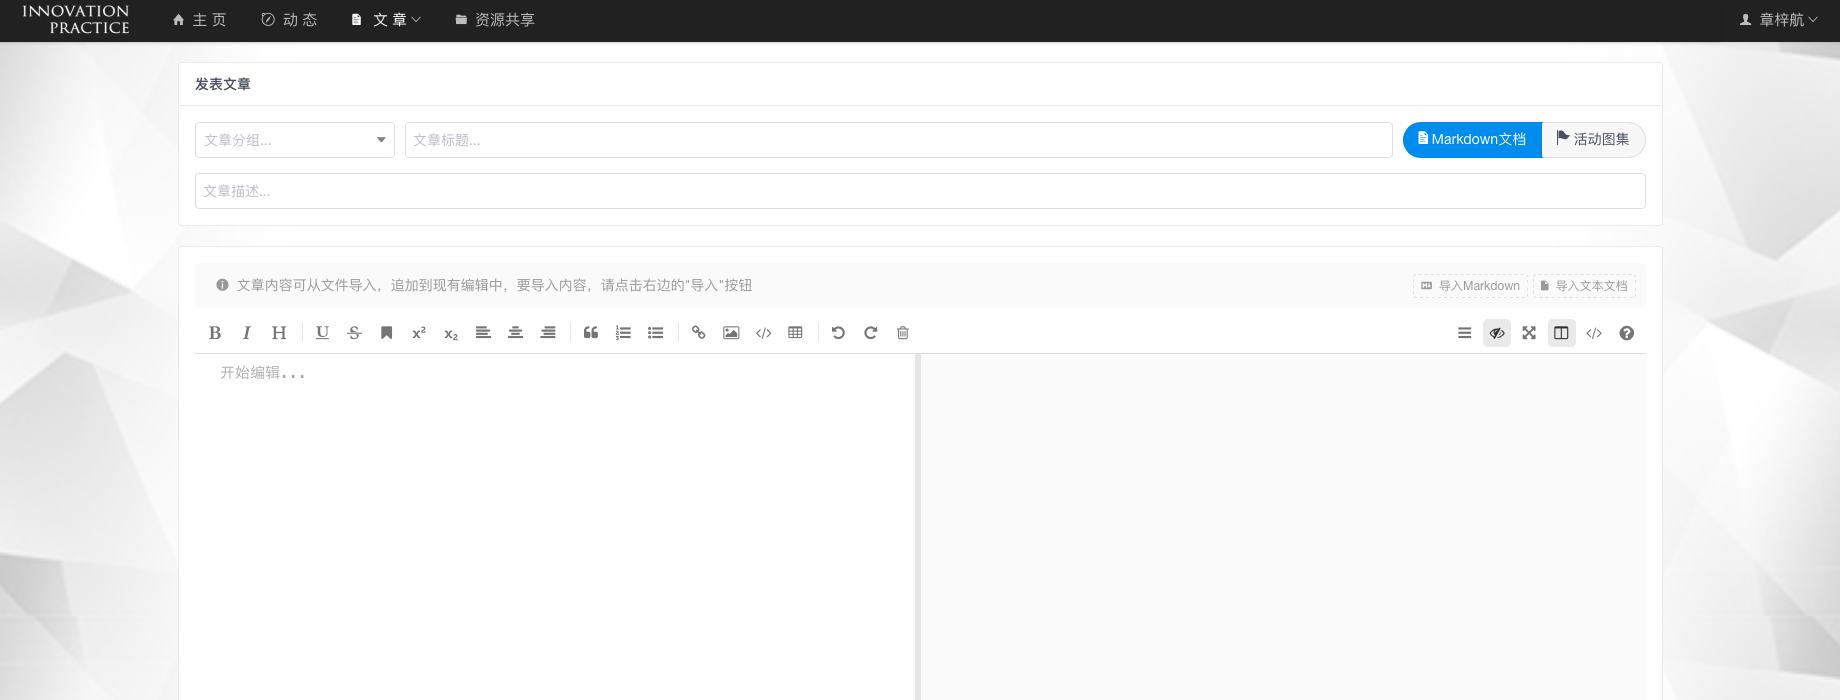 INNOVATION
PRACTICE
主 页
动 态
文 章
资源共享
章梓航
发表文章
文章分组...
文章标题...
Markdown文档
活动图集
文章描述...
文章内容可从文件导入，追加到现有编辑中，要导入内容，请点击右边的"导入"按钮
导入Markdown
导入文本文档
B I H U S x² x₂
开始编辑...